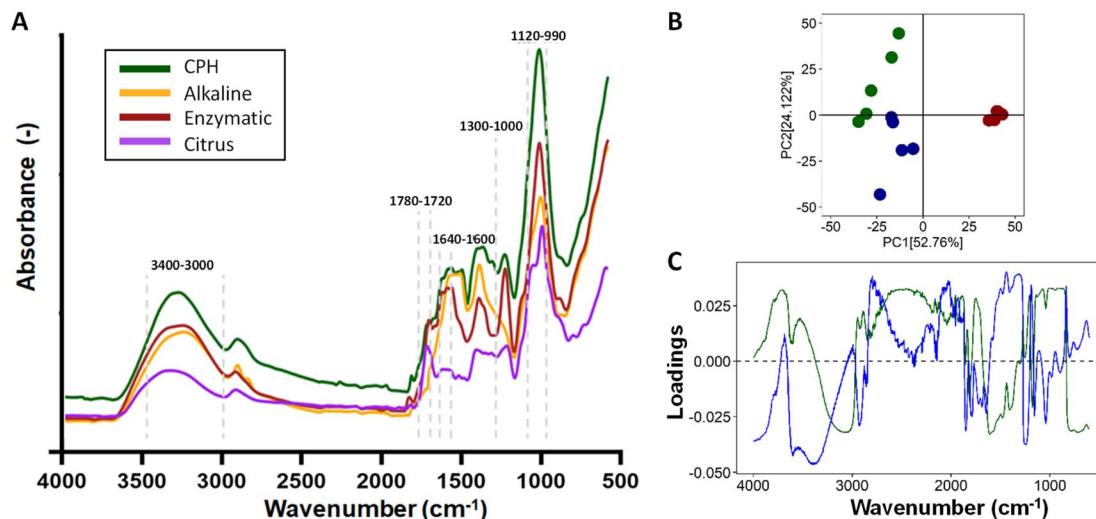 A
Absorbance (-)
CPH
Alkaline
Enzymatic
Citrus
3400-3000
1780-1720
1640-1600
1300-1000
1120-990
4000 3500 3000 2500 2000 1500 1000 500
Wavenumber (cm-1)
B
PC2[24.122%]
50
25
0
-25
-50
-50 -25 0 25 50
PC1[52.76%]
C
Loadings
0.025
0.000
-0.025
-0.050
4000 3000 2000 1000
Wavenumber (cm-1)